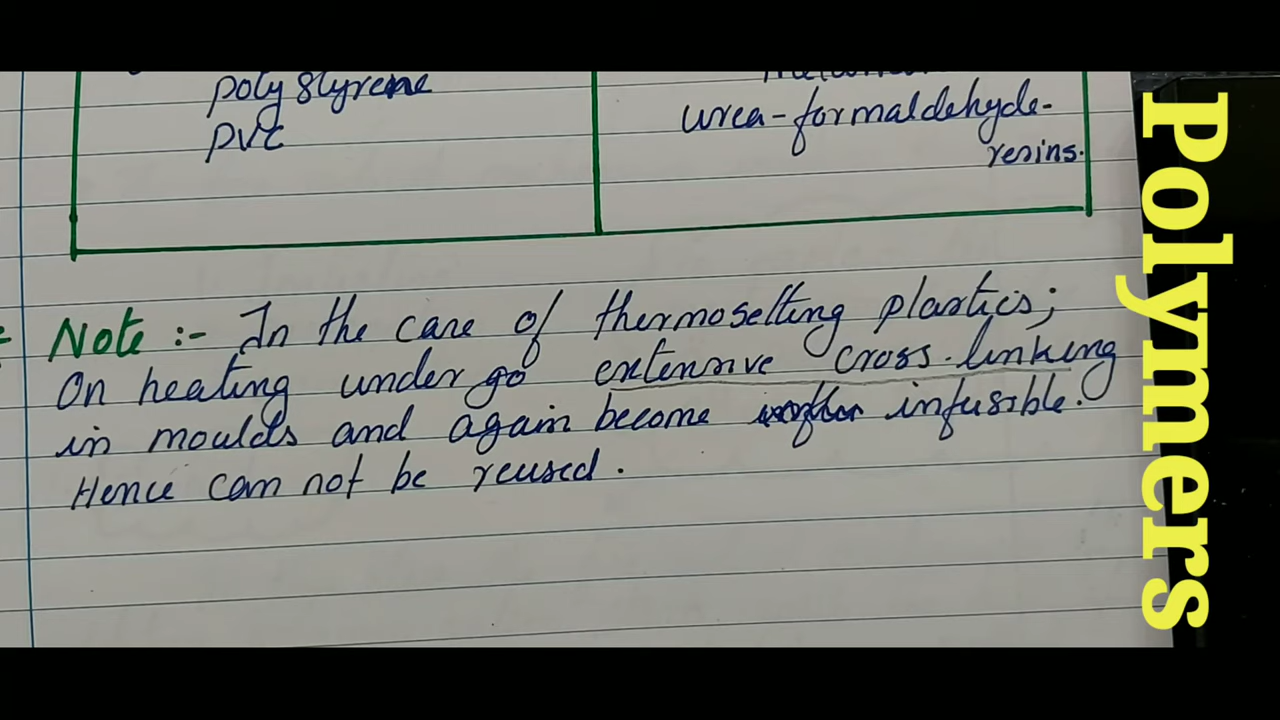 poly styrene
PVC
urea-formaldehyde-
resins.
Note :- In the case of thermosetting plastics;
On heating undergo extensive cross-linking
in moulds and again become infusible.
Hence can not be reused.
Polymers